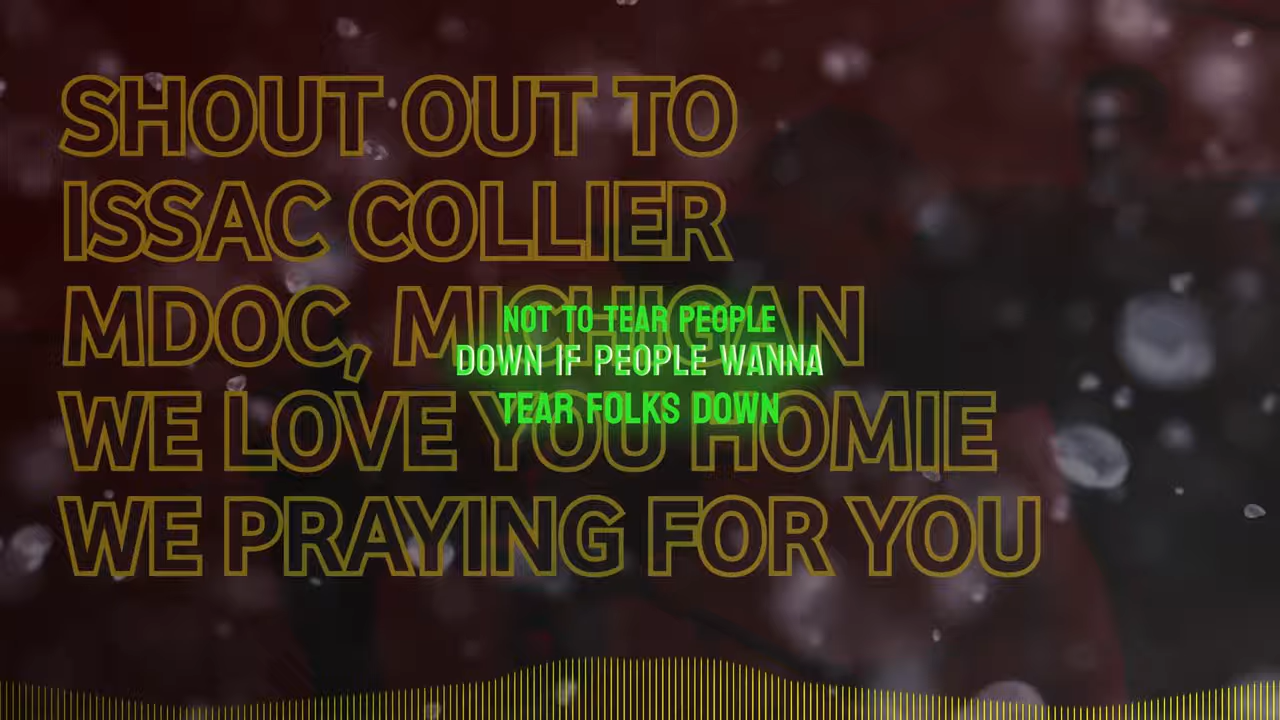 SHOUT OUT TO
ISSAC COLLIER
MDOC, MICHIGAN
WE LOVE YOU HOMIE
WE PRAYING FOR YOU
NOT TO TEAR PEOPLE
DOWN IF PEOPLE WANNA
TEAR FOLKS DOWN